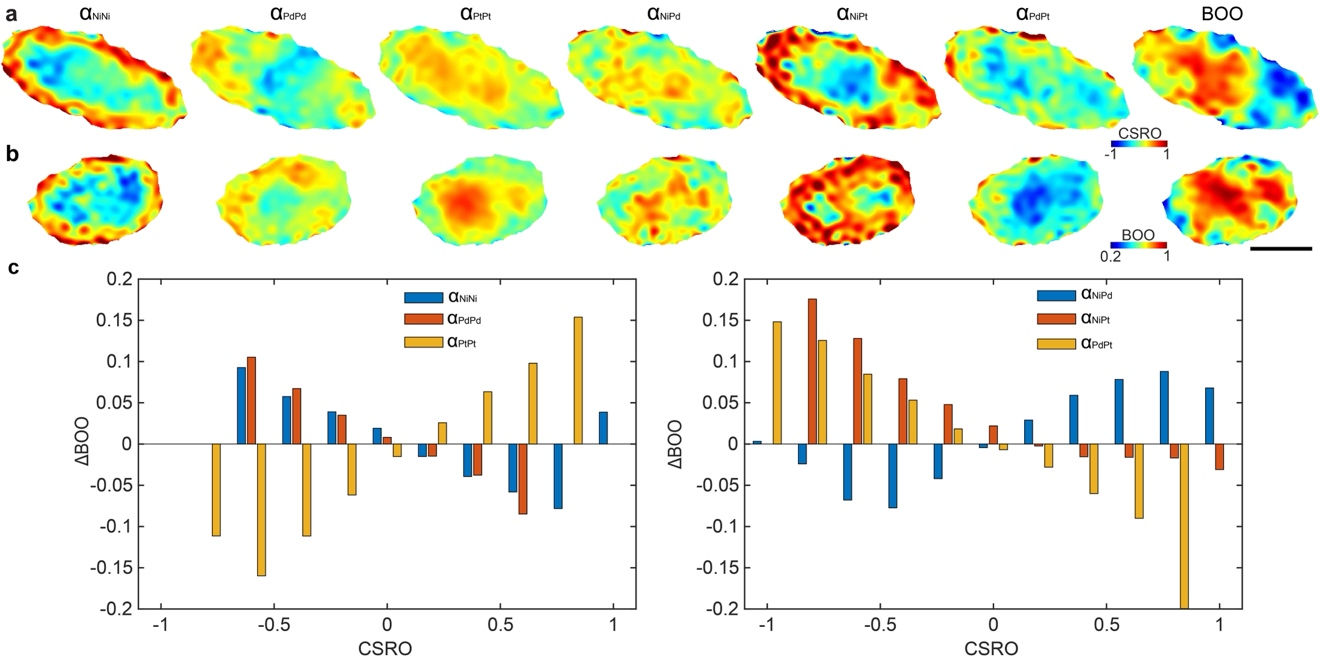 a αNiNi αPdPd αPtPt αNiPd αNiPt αPdPt BOO
CSRO
-1 1
b
BOO
0.2 1
c
0.2 0.15 0.1 0.05 0 -0.05 -0.1 -0.15 -0.2
ΔBOO
αNiNi
αPdPd
αPtPt
-1 -0.5 0 0.5 1
CSRO
0.2 0.15 0.1 0.05 0 -0.05 -0.1 -0.15 -0.2
ΔBOO
αNiPd
αNiPt
αPdPt
-1 -0.5 0 0.5 1
CSRO